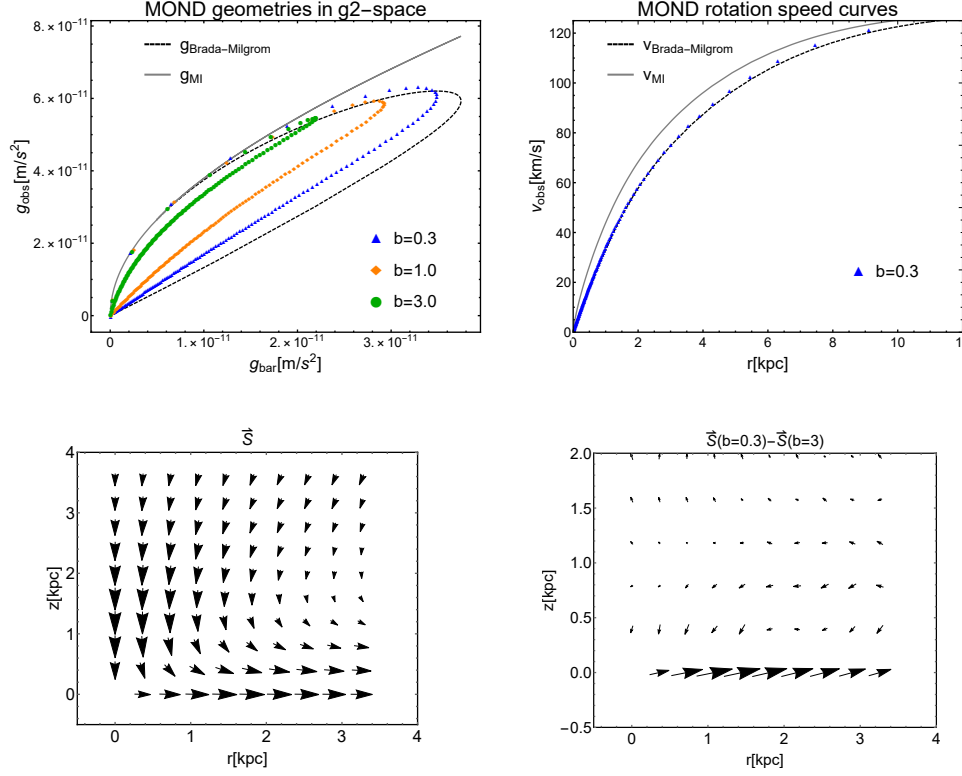 MOND geometries in g2-space
8. × 10⁻¹¹
6. × 10⁻¹¹
4. × 10⁻¹¹
2. × 10⁻¹¹
0
g_obs[m/s²]
g_Brada-Milgrom
g_MI
b=0.3
b=1.0
b=3.0
0
1. × 10⁻¹¹
2. × 10⁻¹¹
3. × 10⁻¹¹
g_bar[m/s²]
MOND rotation speed curves
120
100
80
60
40
20
0
v_obs[km/s]
v_Brada-Milgrom
v_MI
b=0.3
0
2
4
6
8
10
12
r[kpc]
S⃗
4
3
2
1
0
z[kpc]
0
1
2
3
4
r[kpc]
S⃗(b=0.3)-S⃗(b=3)
2.0
1.5
1.0
0.5
0.0
-0.5
z[kpc]
0
1
2
3
4
r[kpc]